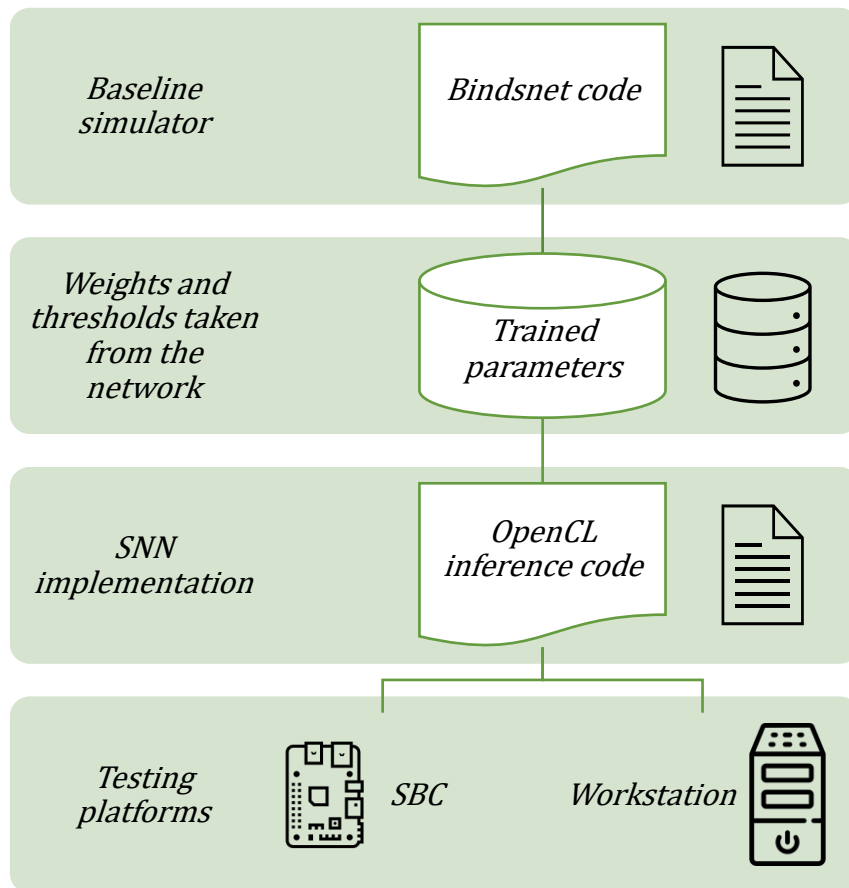 Baseline
simulator
Bindsnet code
Weights and
thresholds taken
from the
network
Trained
parameters
SNN
implementation
OpenCL
inference code
Testing
platforms
SBC
Workstation